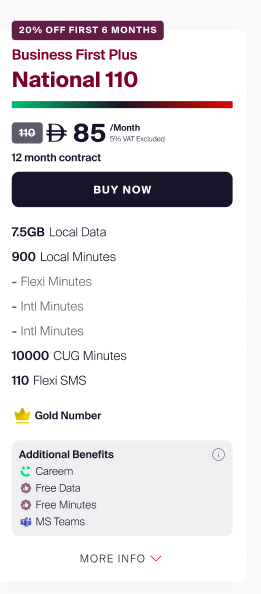 20% OFF FIRST 6 MONTHS
Business First Plus
National 110
110 85 /Month
5% VAT Excluded
12 month contract
BUY NOW
7.5GB Local Data
900 Local Minutes
- Flexi Minutes
- Intl Minutes
- Intl Minutes
10000 CUG Minutes
110 Flexi SMS
Gold Number
Additional Benefits
Careem
Free Data
Free Minutes
MS Teams
MORE INFO